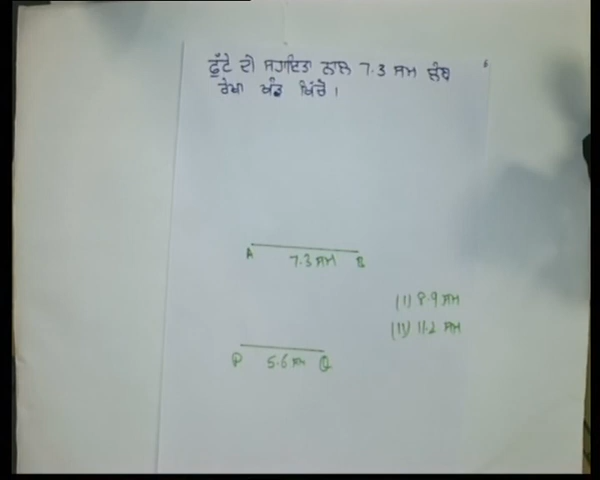 ਫੁੱਟੇ ਦੀ ਸਹਾਇਤਾ ਨਾਲ 7.3 ਸਮ ਲੰਬ
ਰੇਖਾ ਖੰਡ ਖਿੱਚੋ।
A 7.3 ਸਮ B
(I) 8.9 ਸਮ
(II) 11.2 ਸਮ
P 5.6 ਸਮ Q